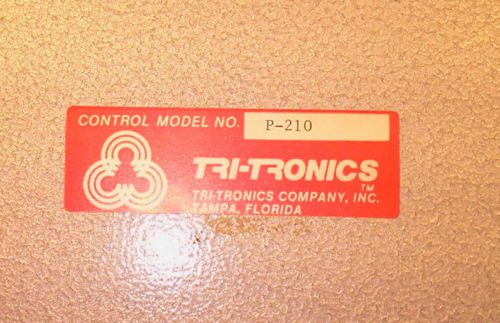 CONTROL MODEL NO. P-210
TRI-TRONICS TM
TRI-TRONICS COMPANY, INC.
TAMPA, FLORIDA